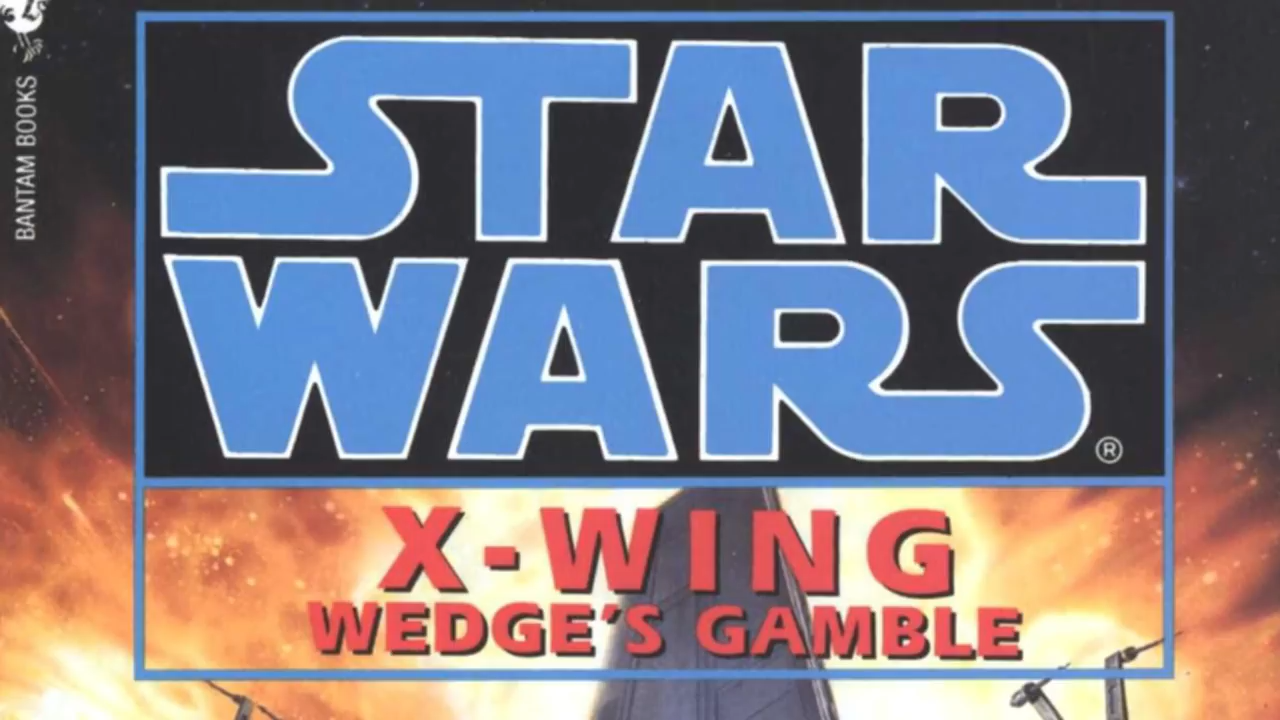 BANTAM BOOKS
STAR
WARS®
X-WING
WEDGE'S GAMBLE